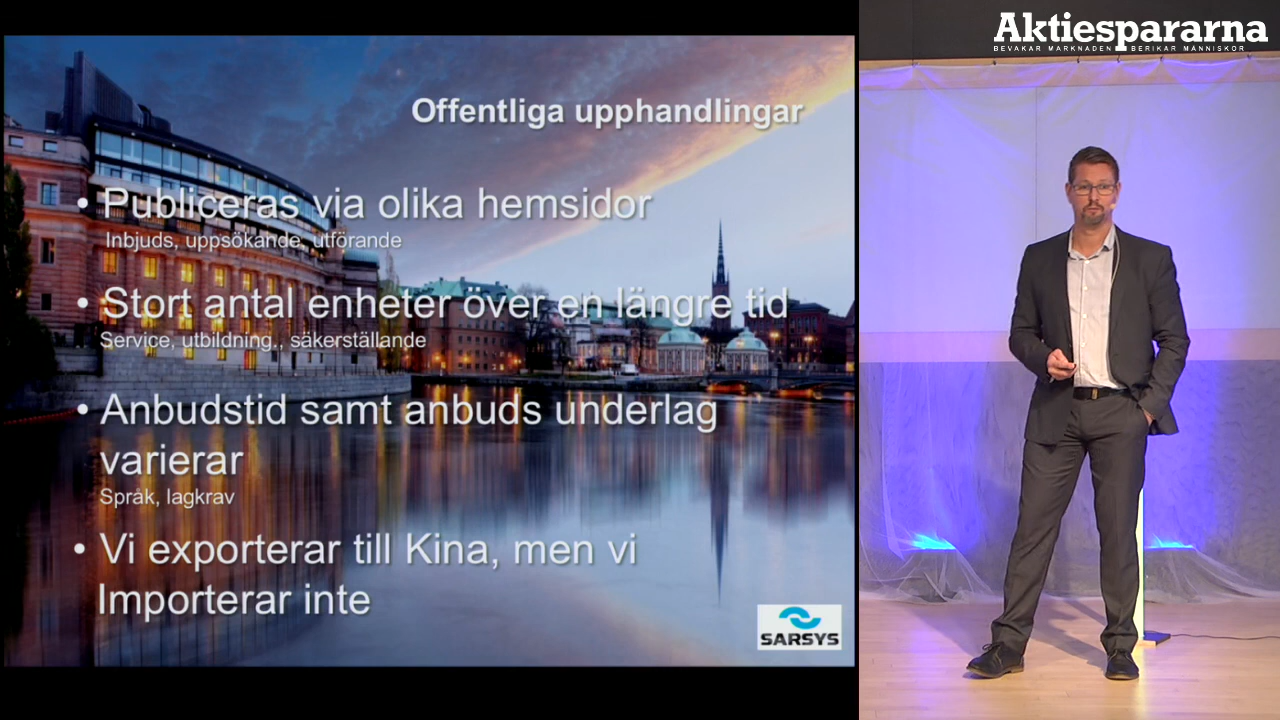 Aktiespararna
BEVAKAR MARKNADEN BERIKAR MÄNNISKOR
Offentliga upphandlingar
• Publiceras via olika hemsidor
Inbjuds, uppsökande, utförande
• Stort antal enheter över en längre tid
Service, utbildning., säkerställande
• Anbudstid samt anbuds underlag
varierar
Språk, lagkrav
• Vi exporterar till Kina, men vi
Importerar inte
SARSYS